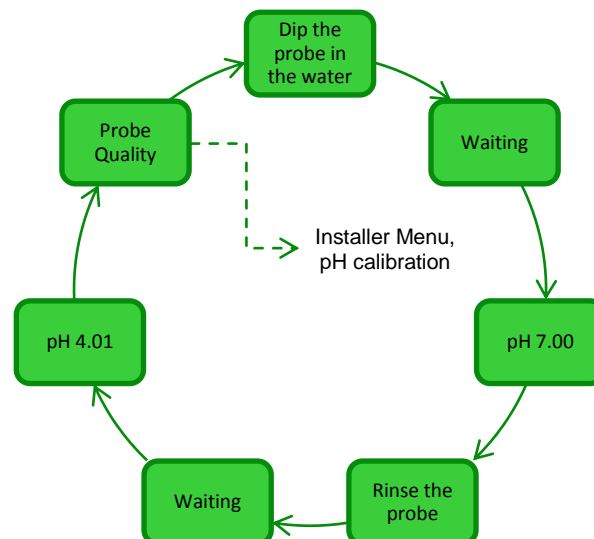 Dip the
probe in
the water
Waiting
pH 7.00
Rinse the
probe
Waiting
pH 4.01
Probe
Quality
Installer Menu,
pH calibration